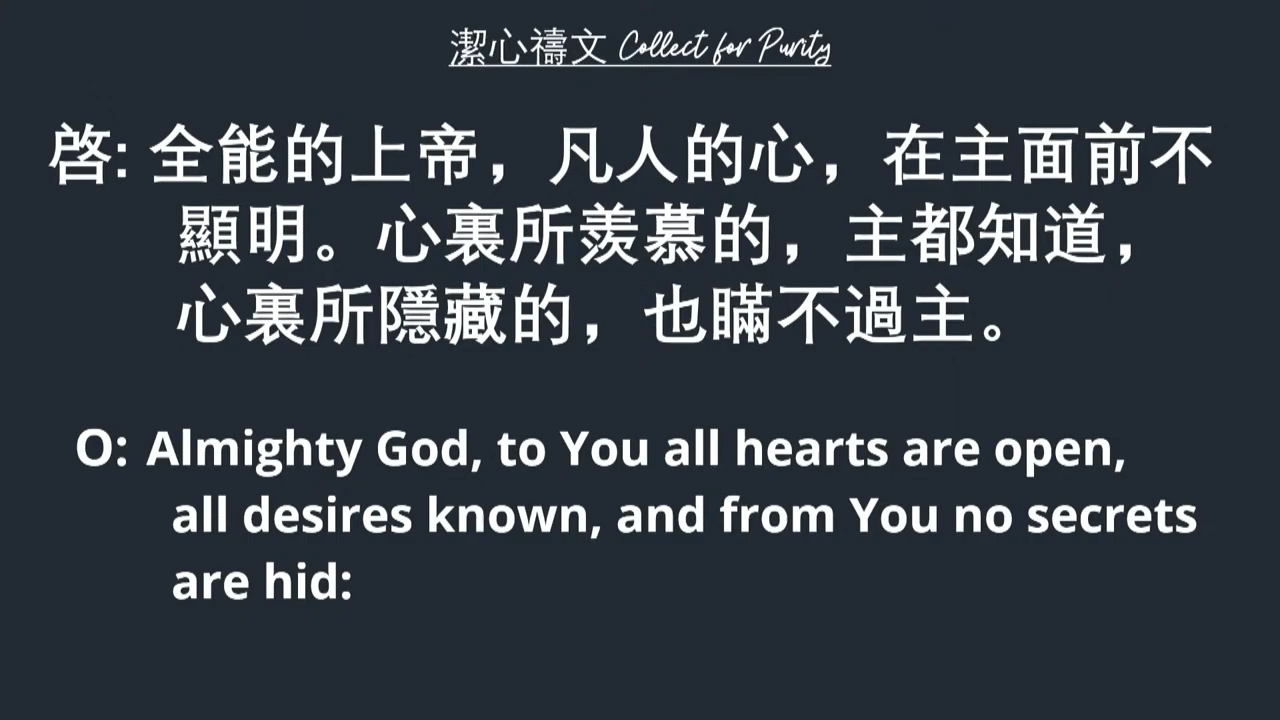 潔心禱文 Collect for Purity
啓: 全能的上帝，凡人的心，在主面前不
顯明。心裏所羨慕的，主都知道，
心裏所隱藏的，也瞞不過主。
O: Almighty God, to You all hearts are open,
all desires known, and from You no secrets
are hid: